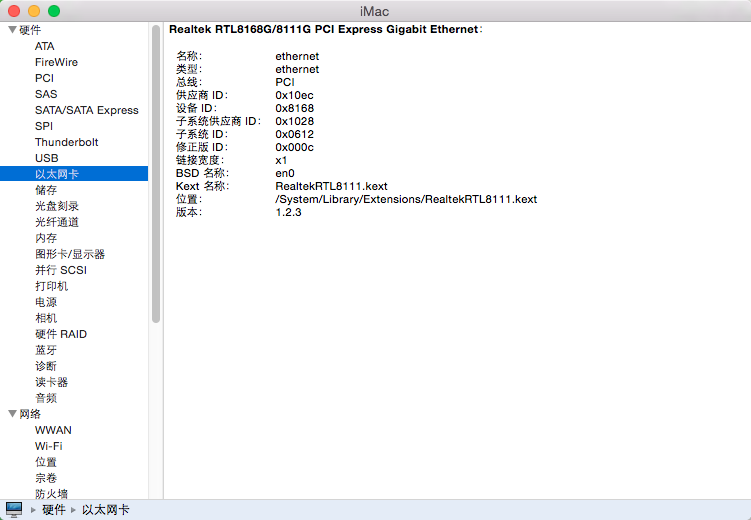 iMac
硬件
ATA
FireWire
PCI
SAS
SATA/SATA Express
SPI
Thunderbolt
USB
以太网卡
储存
光盘刻录
光纤通道
内存
图形卡/显示器
并行 SCSI
打印机
电源
相机
硬件 RAID
蓝牙
诊断
读卡器
音频
网络
WWAN
Wi-Fi
位置
宗卷
防火墙
Realtek RTL8168G/8111G PCI Express Gigabit Ethernet：
名称： ethernet
类型： ethernet
总线： PCI
供应商 ID： 0x10ec
设备 ID： 0x8168
子系统供应商 ID： 0x1028
子系统 ID： 0x0612
修正版 ID： 0x000c
链接宽度： x1
BSD 名称： en0
Kext 名称： RealtekRTL8111.kext
位置： /System/Library/Extensions/RealtekRTL8111.kext
版本： 1.2.3
硬件 以太网卡